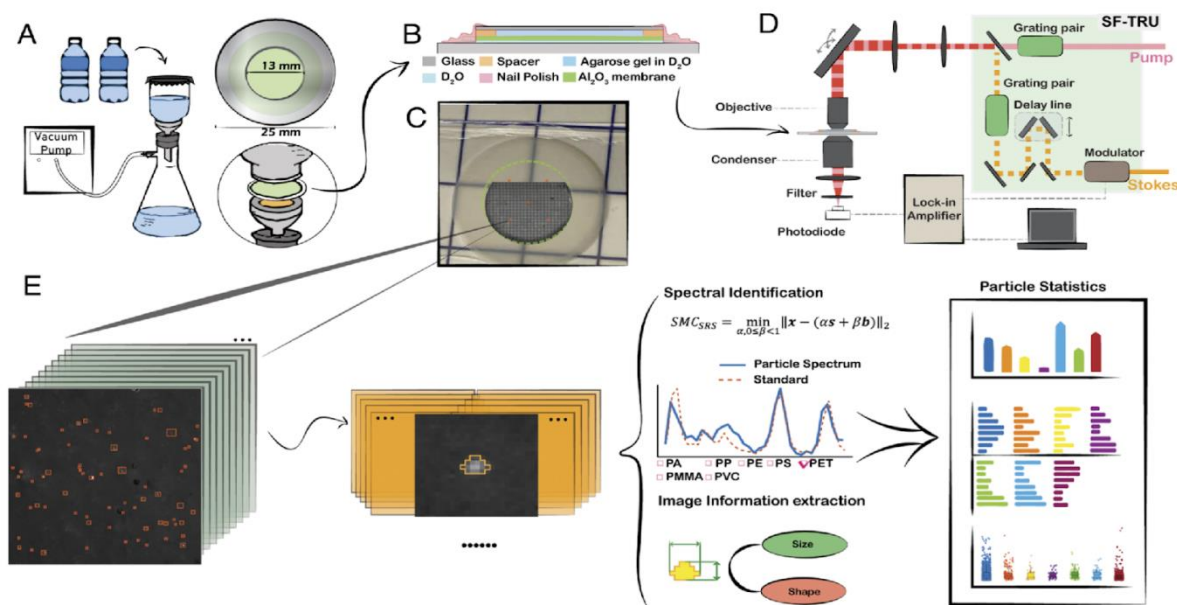 A
13 mm
25 mm
Vacuum
Pump
B
Glass
Spacer
Agarose gel in D₂O
D₂O
Nail Polish
Al₂O₃ membrane
C
D
SF-TRU
Grating pair
Pump
Grating pair
Delay line
Modulator
Stokes
Objective
Condenser
Filter
Photodiode
Lock-in
Amplifier
E
Spectral Identification
SMC_SRS = min α,0≤β<1 ‖x − (αs + βb)‖₂
Particle Spectrum
Standard
PA PP PE PS PET
PMMA PVC
Image Information extraction
Size
Shape
Particle Statistics